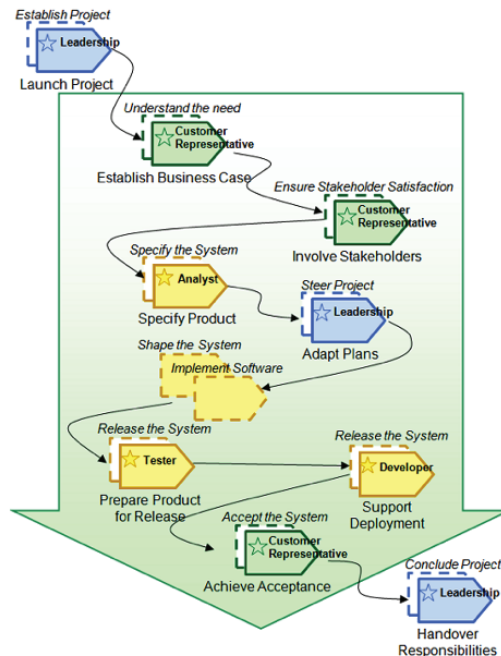 Establish Project
Leadership
Launch Project
Understand the need
Customer
Representative
Establish Business Case
Ensure Stakeholder Satisfaction
Customer
Representative
Involve Stakeholders
Specify the System
Analyst
Specify Product
Steer Project
Leadership
Adapt Plans
Shape the System
Implement Software
Release the System
Tester
Prepare Product
for Release
Release the System
Developer
Support
Deployment
Accept the System
Customer
Representative
Achieve Acceptance
Conclude Project
Leadership
Handover
Responsibilities